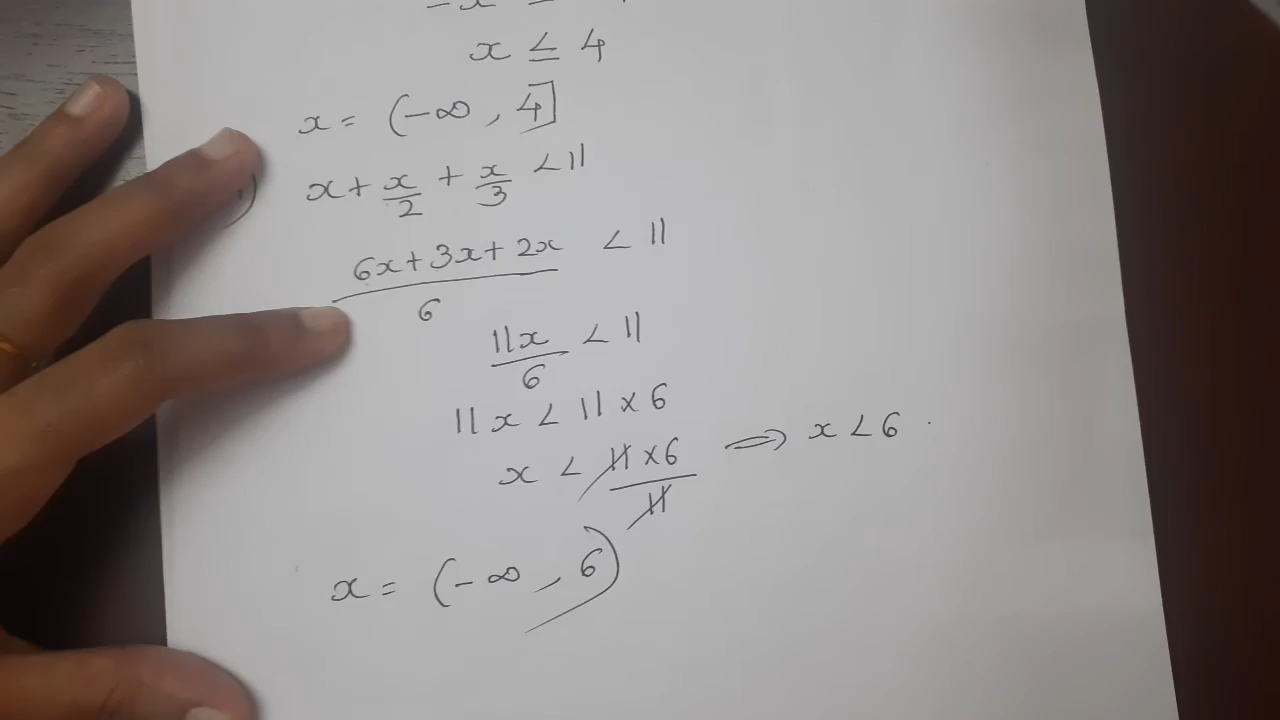 x ≤ 4
x = (-∞, 4]
) x + x/2 + x/3 < 11
6x + 3x + 2x / 6 < 11
11x / 6 < 11
11x < 11 × 6
x < 11 × 6 / 11 ⇒ x < 6.
x = (-∞, 6)